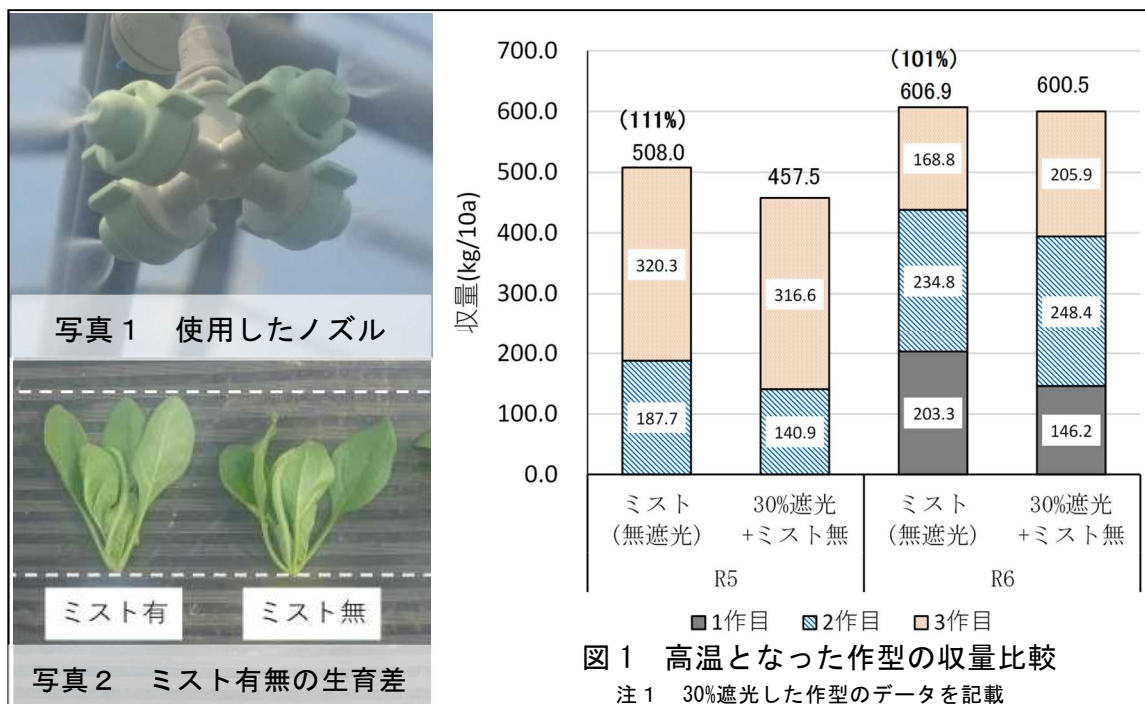 写真１　使用したノズル
ミスト有
ミスト無
写真２　ミスト有無の生育差
収量(kg/10a)
700.0
600.0
500.0
400.0
300.0
200.0
100.0
0.0
(111%)
508.0
320.3
187.7
457.5
316.6
140.9
(101%)
606.9
168.8
234.8
203.3
600.5
205.9
248.4
146.2
ミスト
(無遮光)
30%遮光
+ミスト無
ミスト
(無遮光)
30%遮光
+ミスト無
R5
R6
1作目 2作目 3作目
図１　高温となった作型の収量比較
注１　30%遮光した作型のデータを記載